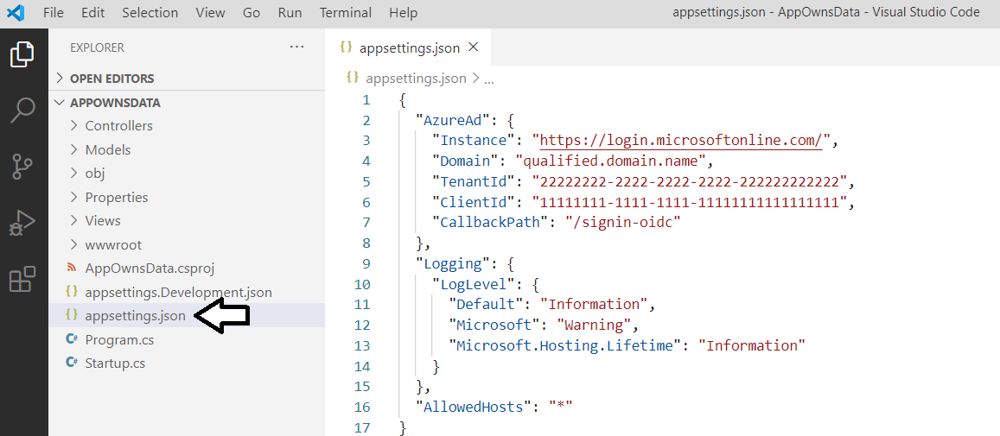 File Edit Selection View Go Run Terminal Help
appsettings.json - AppOwnsData - Visual Studio Code
EXPLORER
OPEN EDITORS
APPOWNSDATA
Controllers
Models
obj
Properties
Views
wwwroot
AppOwnsData.csproj
{} appsettings.Development.json
{} appsettings.json
C# Program.cs
C# Startup.cs
{} appsettings.json ×
{} appsettings.json > ...
1 {
2 "AzureAd": {
3 "Instance": "https://login.microsoftonline.com/",
4 "Domain": "qualified.domain.name",
5 "TenantId": "22222222-2222-2222-2222-222222222222",
6 "ClientId": "11111111-1111-1111-11111111111111111",
7 "CallbackPath": "/signin-oidc"
8 },
9 "Logging": {
10 "LogLevel": {
11 "Default": "Information",
12 "Microsoft": "Warning",
13 "Microsoft.Hosting.Lifetime": "Information"
14 }
15 },
16 "AllowedHosts": "*"
17 }